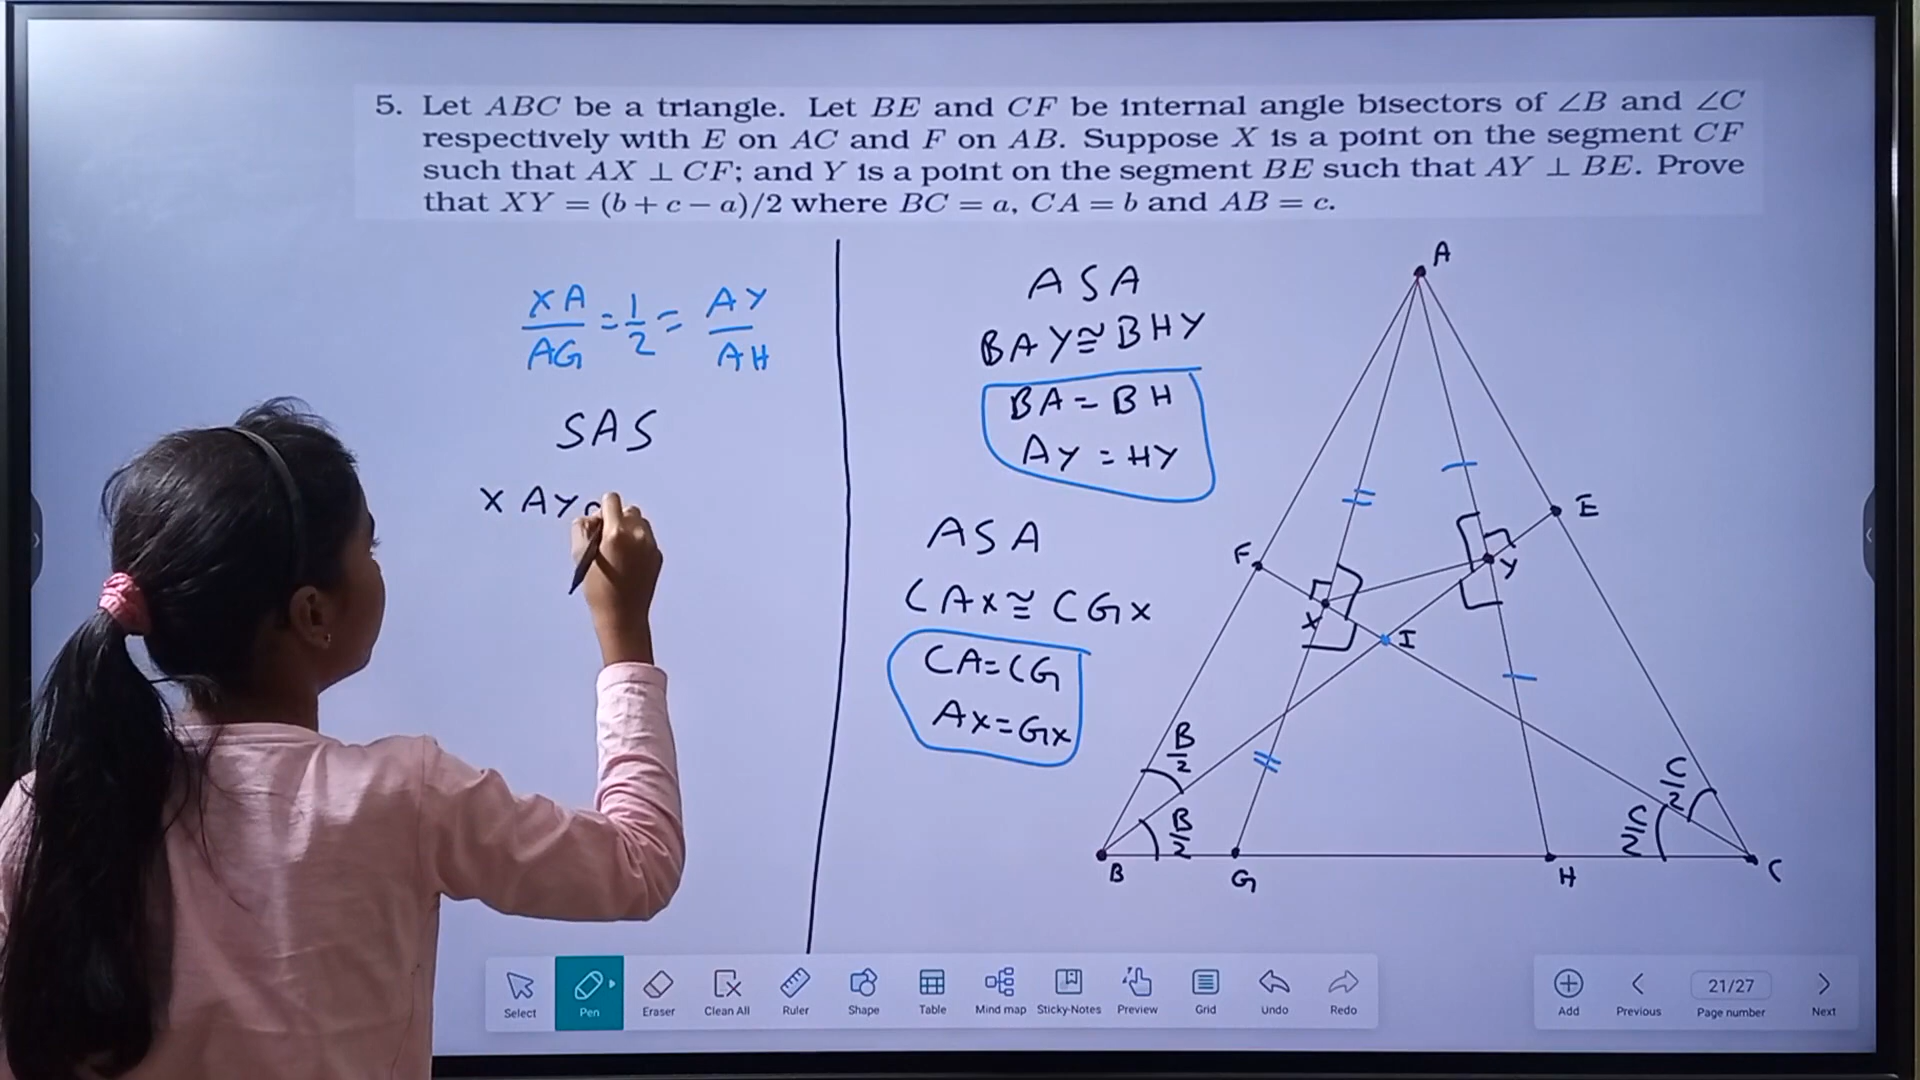 5. Let ABC be a triangle. Let BE and CF be internal angle bisectors of ∠B and ∠C
respectively with E on AC and F on AB. Suppose X is a point on the segment CF
such that AX ⊥ CF; and Y is a point on the segment BE such that AY ⊥ BE. Prove
that XY = (b + c − a)/2 where BC = a, CA = b and AB = c.
XA/AG = 1/2 = AY/AH
SAS
XAY
ASA
BAY ≅ BHY
BA = BH
AY = HY
ASA
CAX ≅ CGX
CA = CG
AX = GX
A
E
F
Y
X
I
B/2
B/2
C/2
C/2
B
G
H
C
Select
Pen
Eraser
Clean All
Ruler
Shape
Table
Mind map
Sticky-Notes
Preview
Grid
Undo
Redo
Add
Previous
21/27
Page number
Next